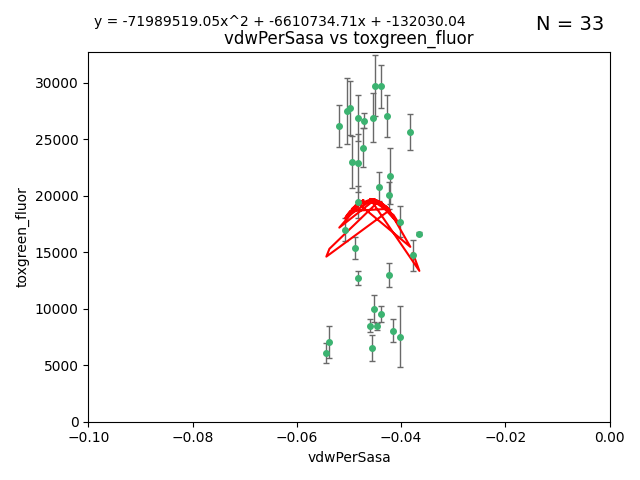 y = -71989519.05x^2 + -6610734.71x + -132030.04
N = 33
vdwPerSasa vs toxgreen_fluor
30000
25000
20000
15000
10000
5000
0
toxgreen_fluor
−0.10
−0.08
−0.06
−0.04
−0.02
0.00
vdwPerSasa